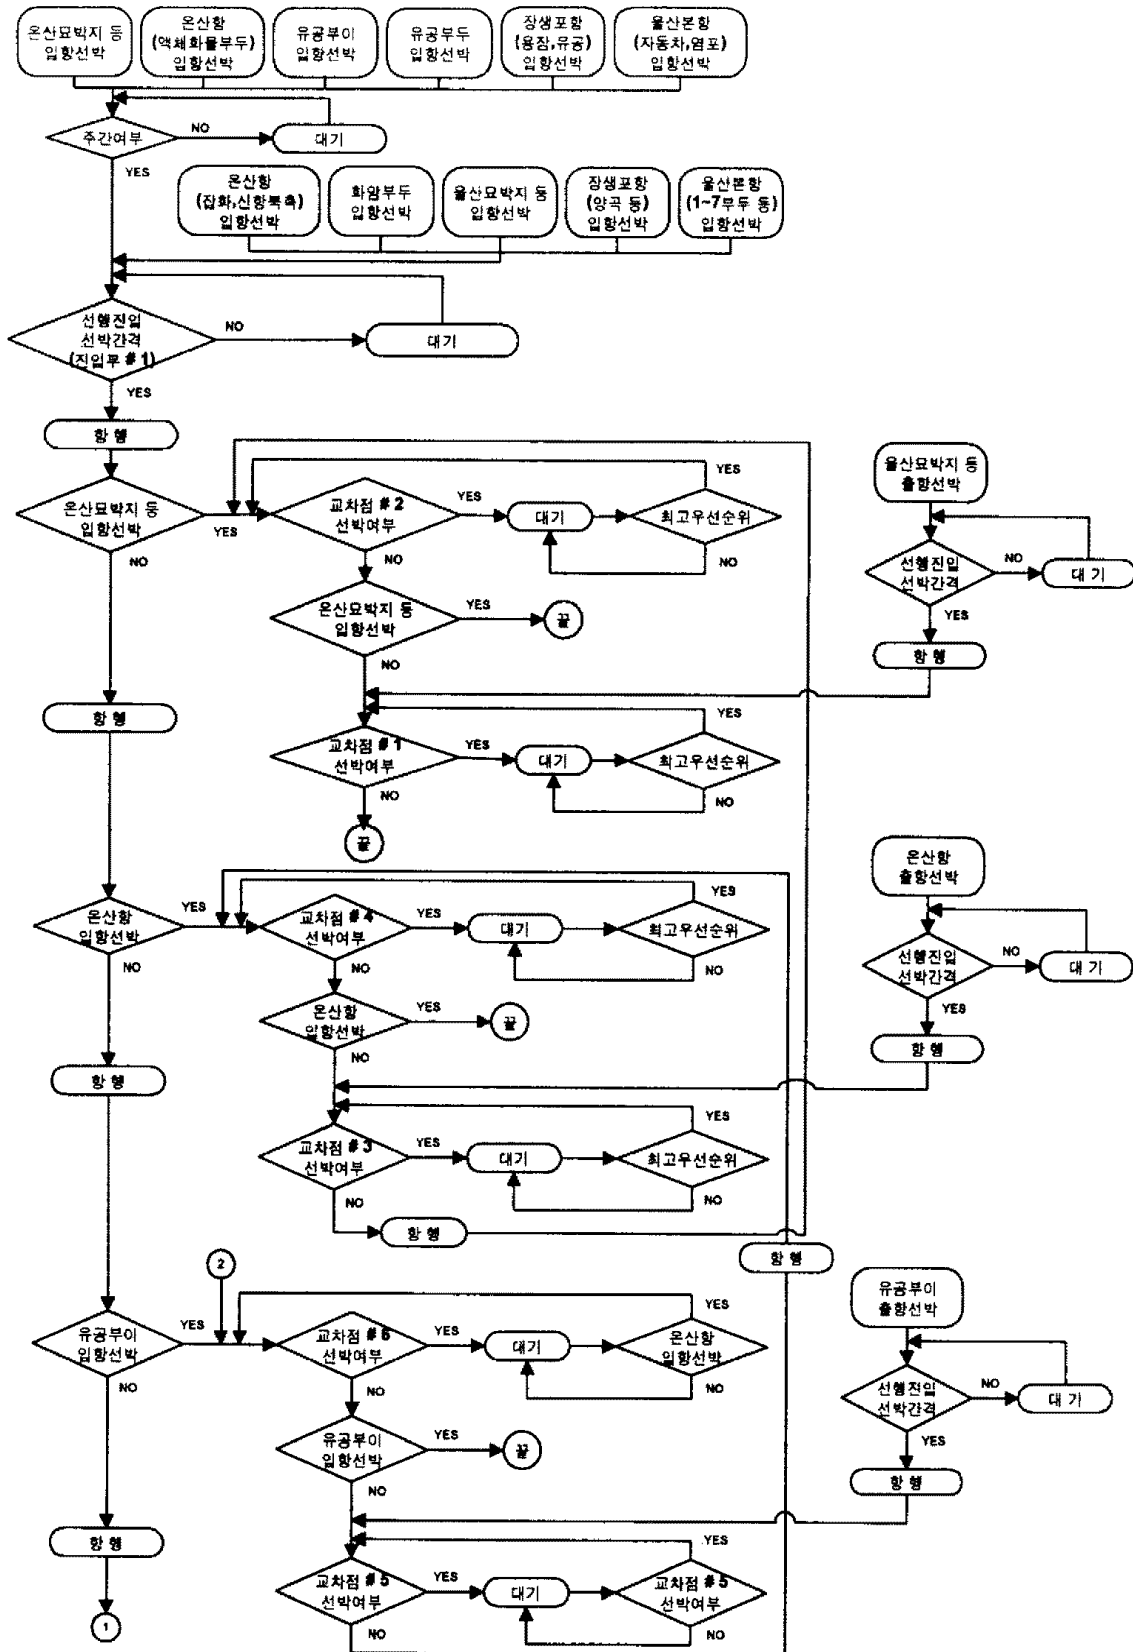 온산묘박지 등
입항선박
온산항
(액체화물부두)
입항선박
유공부이
입항선박
유공부두
입항선박
장생포항
(용잠,유공)
입항선박
울산본항
(자동차,염포)
입항선박
주간여부
NO
대기
YES
온산항
(잡화,신항북측)
입항선박
화암부두
입항선박
울산묘박지 등
입항선박
장생포항
(양곡 등)
입항선박
울산본항
(1~7부두 등)
입항선박
선행진입
선박간격
(진입부 #1)
NO
대기
YES
항 행
온산묘박지 등
입항선박
YES
NO
교차점 #2
선박여부
YES
대기
최고우선순위
YES
NO
NO
온산묘박지 등
입항선박
YES
끝
NO
울산묘박지 등
출항선박
선행진입
선박간격
NO
대 기
YES
항 행
항 행
교차점 #1
선박여부
YES
대기
최고우선순위
YES
NO
NO
끝
온산항
입항선박
YES
NO
교차점 #4
선박여부
YES
대기
최고우선순위
YES
NO
NO
온산항
입항선박
YES
끝
NO
온산항
출항선박
선행진입
선박간격
NO
대 기
YES
항 행
항 행
교차점 #3
선박여부
YES
대기
최고우선순위
YES
NO
NO
항 행
항 행
2
유공부이
입항선박
YES
NO
교차점 #6
선박여부
YES
대기
온산항
입항선박
YES
NO
NO
유공부이
입항선박
YES
끝
NO
유공부이
출항선박
선행진입
선박간격
NO
대 기
YES
항 행
항 행
1
교차점 #5
선박여부
YES
대기
교차점 #5
선박여부
YES
NO
NO